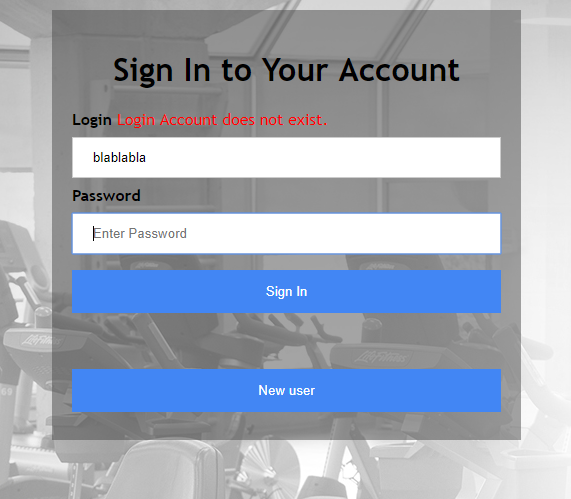 Sign In to Your Account
Login Login Account does not exist.
blablabla
Password
Enter Password
Sign In
New user